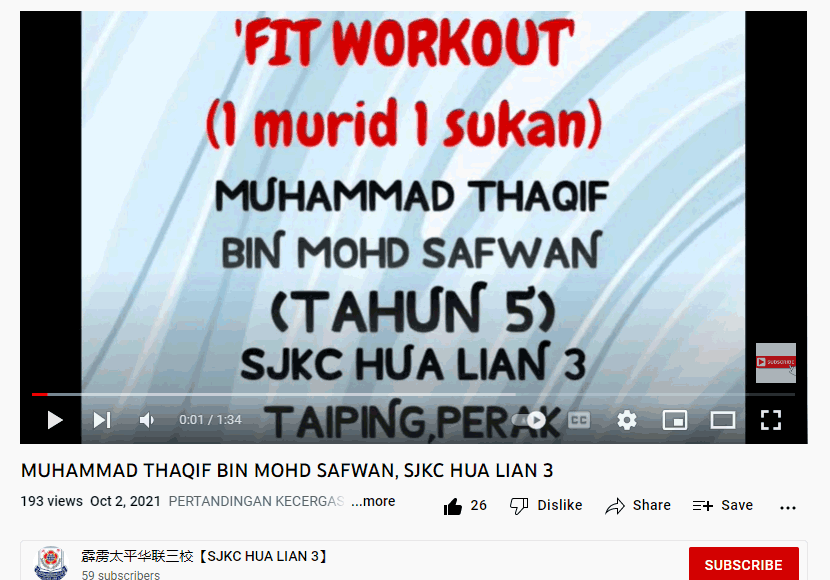 'FIT WORKOUT'
(1 murid 1 sukan)
MUHAMMAD THAQIF
BIN MOHD SAFWAN
(TAHUN 5)
SJKC HUA LIAN 3
SUBSCRIBE
TAIPING,PERAK
0:01 / 1:34
CC
MUHAMMAD THAQIF BIN MOHD SAFWAN, SJKC HUA LIAN 3
193 views Oct 2, 2021 PERTANDINGAN KECERGAS ...more
26 Dislike Share Save
霹雳太平华联三校【SJKC HUA LIAN 3】
59 subscribers
SUBSCRIBE